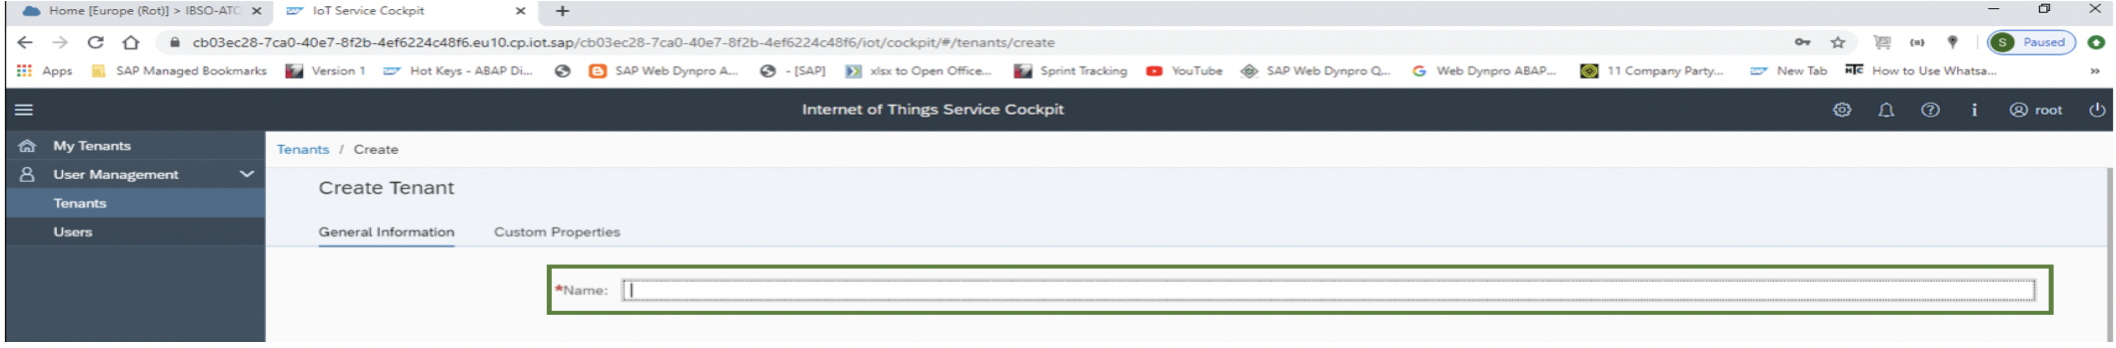 Home [Europe (Rot)] > IBSO-ATC
IoT Service Cockpit
cb03ec28-7ca0-40e7-8f2b-4ef6224c48f6.eu10.cp.iot.sap/cb03ec28-7ca0-40e7-8f2b-4ef6224c48f6/iot/cockpit/#/tenants/create
S Paused
Apps SAP Managed Bookmarks Version 1 Hot Keys - ABAP Di... SAP Web Dynpro A... - [SAP] xlsx to Open Office... Sprint Tracking YouTube SAP Web Dynpro Q... Web Dynpro ABAP... 11 Company Party... New Tab How to Use Whatsa... »
Internet of Things Service Cockpit
root
My Tenants
User Management
Tenants
Users
Tenants / Create
Create Tenant
General Information Custom Properties
*Name: